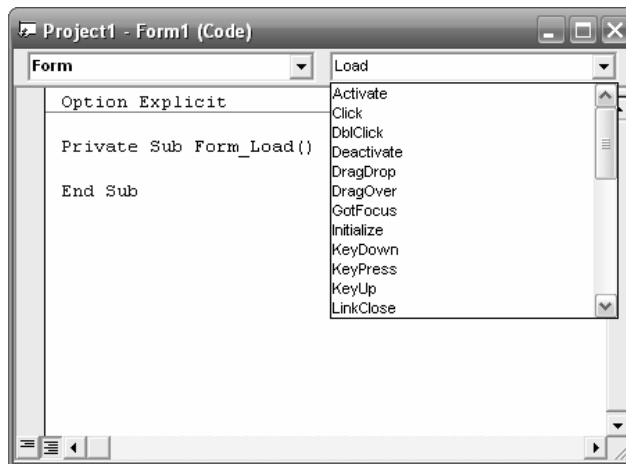 Project1 - Form1 (Code)
Form
Load
Option Explicit
Private Sub Form_Load()
End Sub
Activate
Click
DblClick
Deactivate
DragDrop
DragOver
GotFocus
Initialize
KeyDown
KeyPress
KeyUp
LinkClose